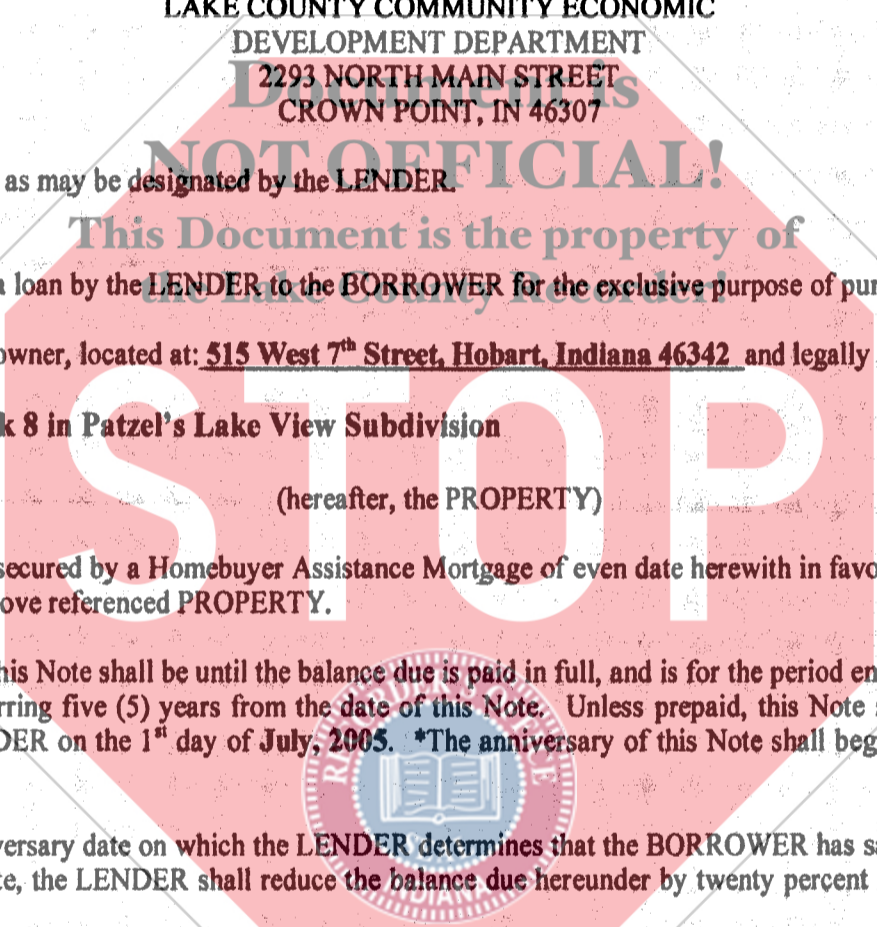 LAKE COUNTY COMMUNITY ECONOMIC
DEVELOPMENT DEPARTMENT
2293 NORTH MAIN STREET
Document is
CROWN POINT, IN 46307
NOT OFFICIAL!
as may be designated by the LENDER.
This Document is the property of
the Lake County Recorder!
loan by the LENDER to the BORROWER for the exclusive purpose of pur
owner, located at: 515 West 7th Street, Hobart, Indiana 46342 and legally
STOP
k 8 in Patzel's Lake View Subdivision
(hereafter, the PROPERTY)
secured by a Homebuyer Assistance Mortgage of even date herewith in favo
ove referenced PROPERTY.
his Note shall be until the balance due is paid in full, and is for the period en
rring five (5) years from the date of this Note. Unless prepaid, this Note
DER on the 1st day of July, 2005. *The anniversary of this Note shall beg
RECORDER'S OFFICE
SEAL
INDIANA
versary date on which the LENDER determines that the BORROWER has sa
te, the LENDER shall reduce the balance due hereunder by twenty percent